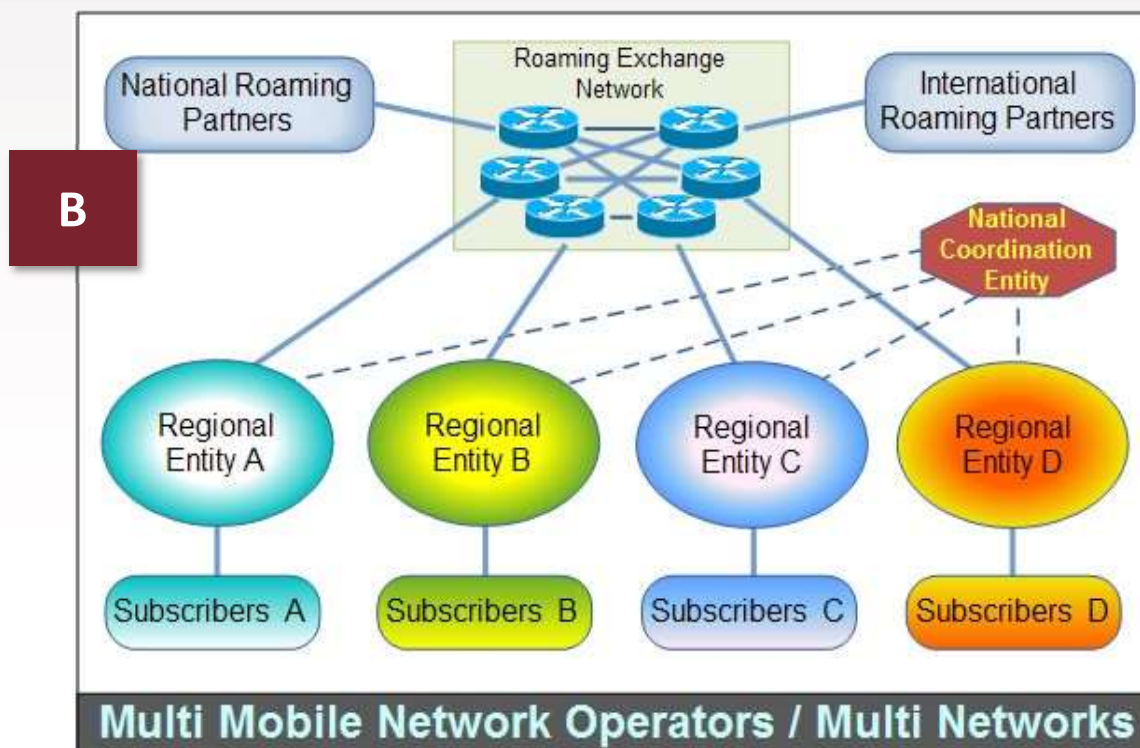 Roaming Exchange
Network
National Roaming
Partners
International
Roaming Partners
B
National
Coordination
Entity
Regional
Entity A
Regional
Entity B
Regional
Entity C
Regional
Entity D
Subscribers A
Subscribers B
Subscribers C
Subscribers D
Multi Mobile Network Operators / Multi Networks